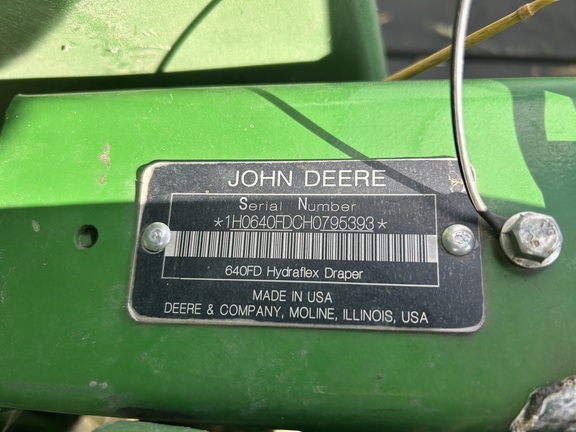 JOHN DEERE
Serial Number
*1H0640FDCH0795393*
640FD Hydraflex Draper
MADE IN USA
DEERE & COMPANY, MOLINE, ILLINOIS, USA